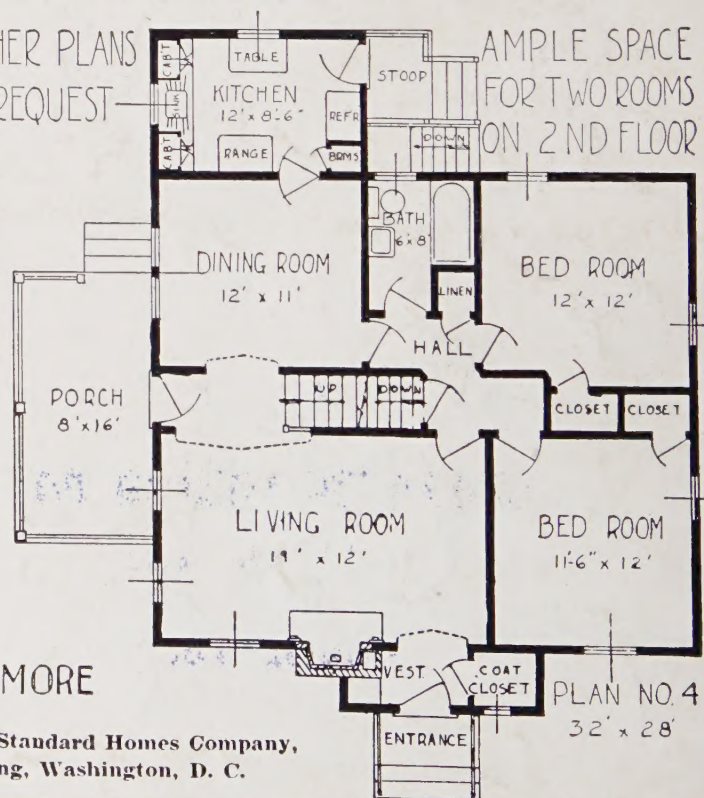 HER PLANS
REQUEST
AMPLE SPACE
FOR TWO ROOMS
ON 2ND FLOOR
CAB'T
TABLE
STOOP
SINK
KITCHEN
12' x 8'-6"
REFR
DOWN
CAB'T
RANGE
BRMS
BATH
6' x 8'
DINING ROOM
12' x 11'
LINEN
BED ROOM
12' x 12'
HALL
PORCH
8' x 16'
UP
DOWN
CLOSET
CLOSET
LIVING ROOM
19' x 12'
BED ROOM
11'-6" x 12'
MORE
VEST.
COAT
CLOSET
PLAN NO. 4
32' x 28'
ENTRANCE
Standard Homes Company,
ng, Washington, D. C.